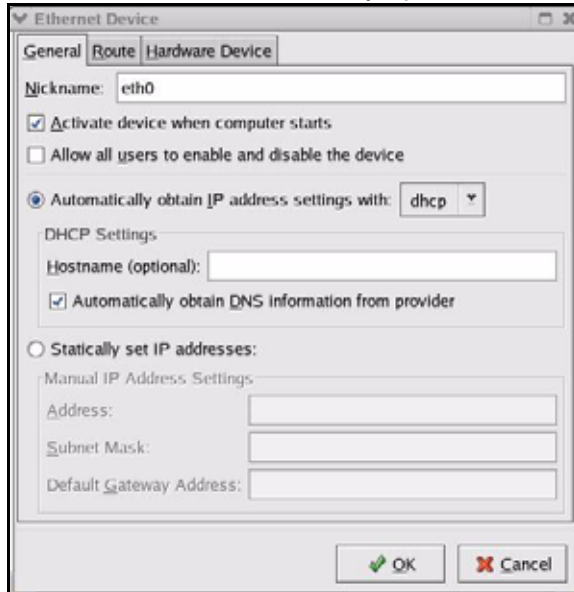 Ethernet Device
General Route Hardware Device
Nickname: eth0
Activate device when computer starts
Allow all users to enable and disable the device
Automatically obtain IP address settings with: dhcp
DHCP Settings
Hostname (optional):
Automatically obtain DNS information from provider
Statically set IP addresses:
Manual IP Address Settings
Address:
Subnet Mask:
Default Gateway Address:
OK Cancel